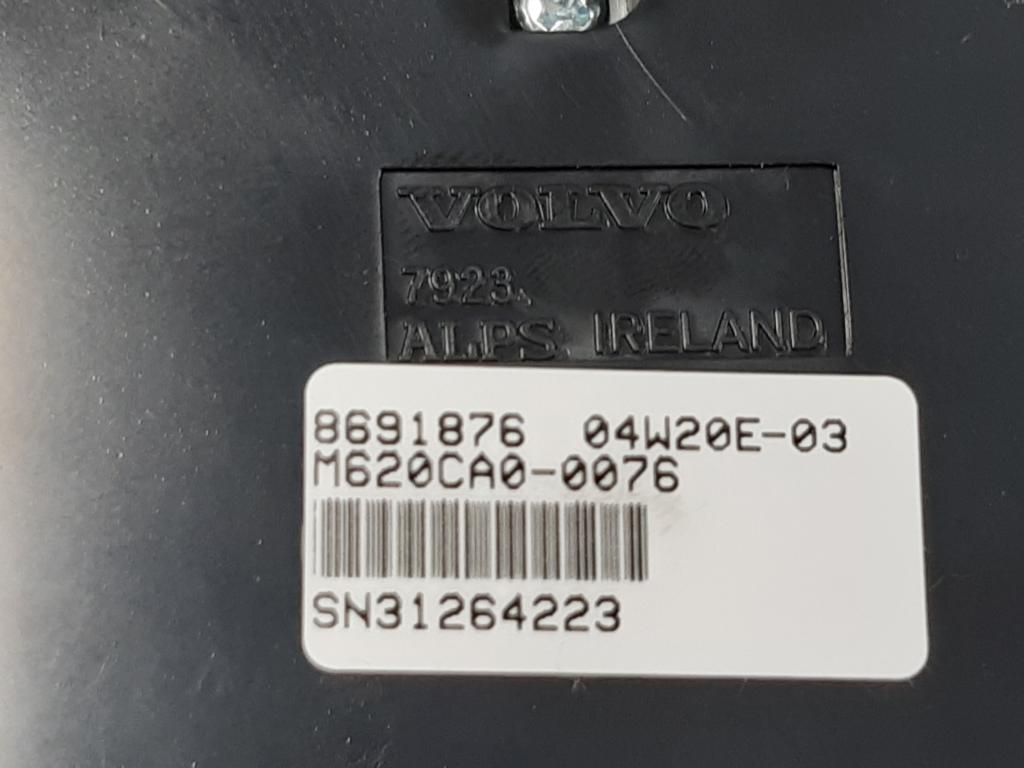 VOLVO
7923
ALPS IRELAND
8691876 04W20E-03
M620CA0-0076
SN31264223